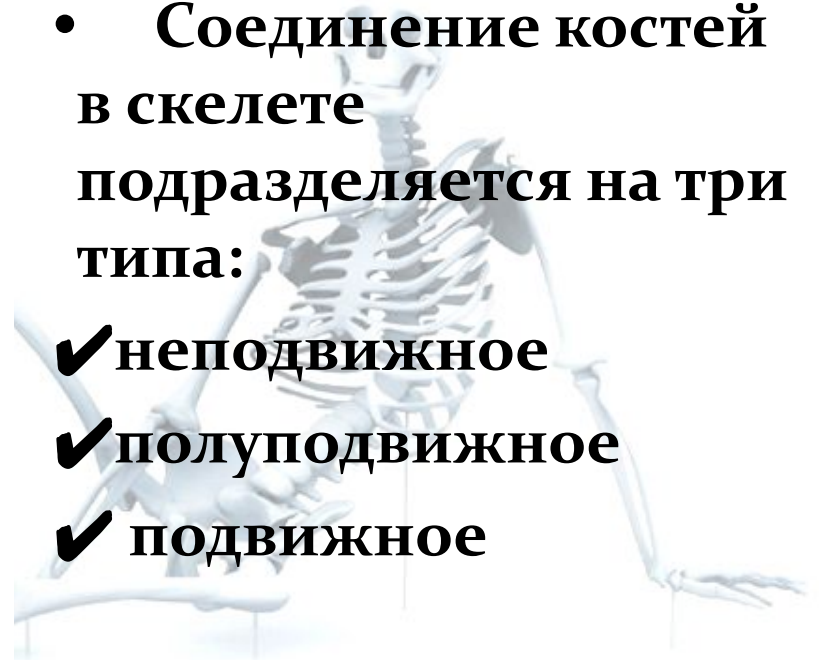 • Соединение костей
в скелете
подразделяется на три
типа:
✔неподвижное
✔полуподвижное
✔ подвижное